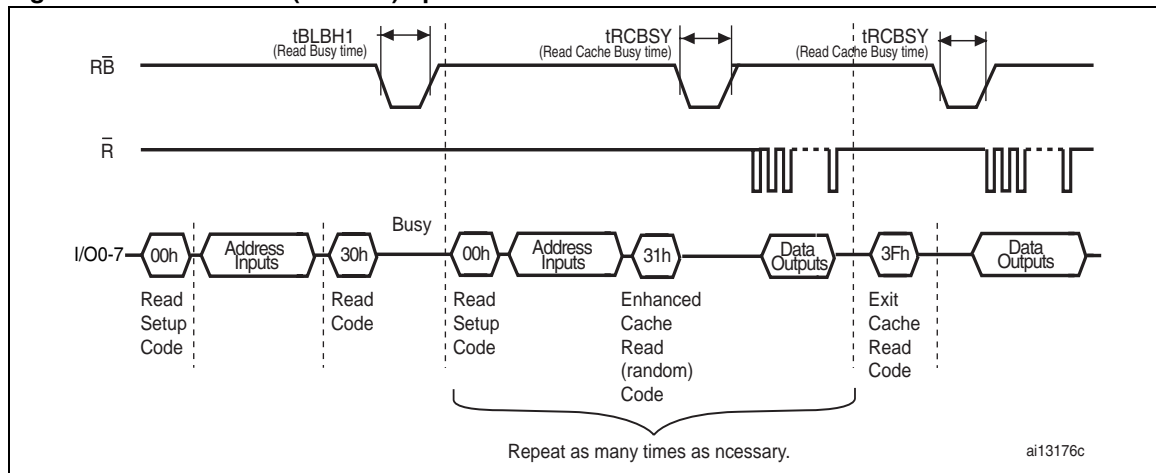 tBLBH1
(Read Busy time)
tRCBSY
(Read Cache Busy time)
tRCBSY
(Read Cache Busy time)
RB
R
Busy
I/O0-7
00h
Address
Inputs
30h
00h
Address
Inputs
31h
Data
Outputs
3Fh
Data
Outputs
Read
Setup
Code
Read
Code
Read
Setup
Code
Enhanced
Cache
Read
(random)
Code
Exit
Cache
Read
Code
Repeat as many times as ncessary.
ai13176c